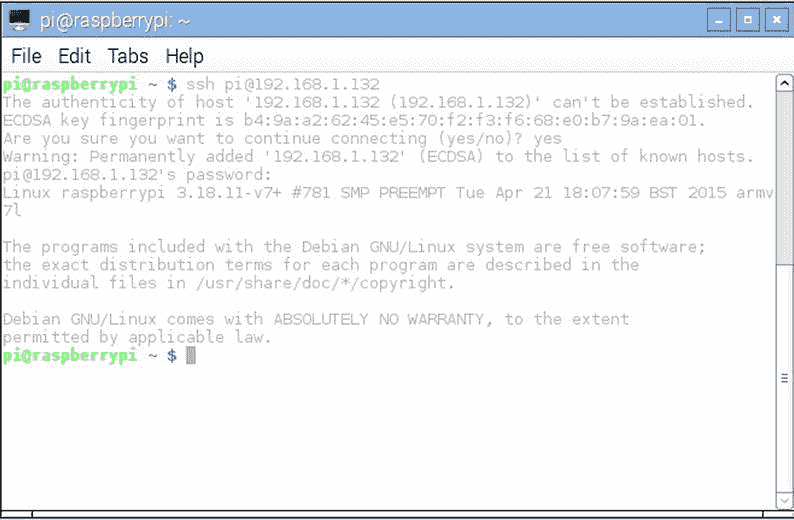 pi@raspberrypi: ~
File Edit Tabs Help
pi@raspberrypi ~ $ ssh pi@192.168.1.132
The authenticity of host '192.168.1.132 (192.168.1.132)' can't be established.
ECDSA key fingerprint is b4:9a:a2:62:45:e5:70:f2:f3:f6:68:e0:b7:9a:ea:01.
Are you sure you want to continue connecting (yes/no)? yes
Warning: Permanently added '192.168.1.132' (ECDSA) to the list of known hosts.
pi@192.168.1.132's password:
Linux raspberrypi 3.18.11-v7+ #781 SMP PREEMPT Tue Apr 21 18:07:59 BST 2015 armv
7l
The programs included with the Debian GNU/Linux system are free software;
the exact distribution terms for each program are described in the
individual files in /usr/share/doc/*/copyright.
Debian GNU/Linux comes with ABSOLUTELY NO WARRANTY, to the extent
permitted by applicable law.
pi@raspberrypi ~ $